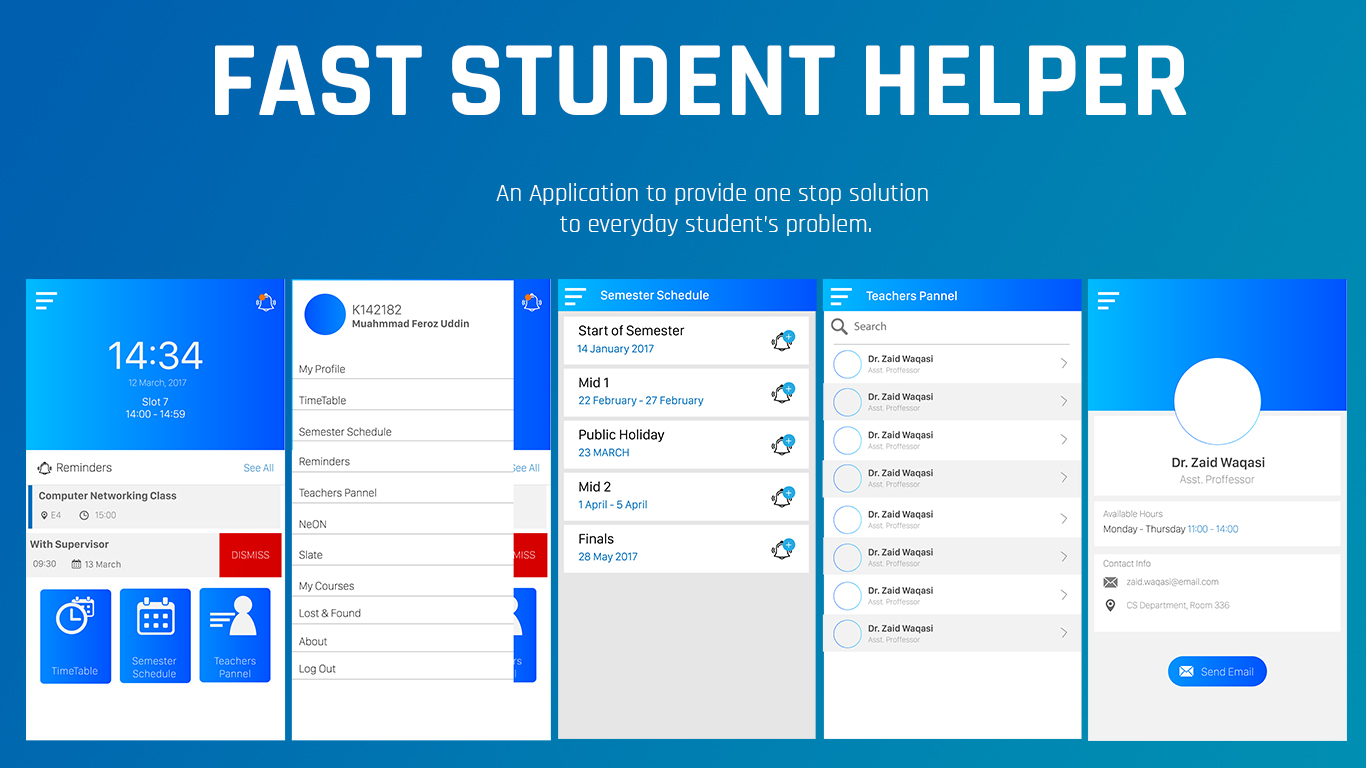 FAST STUDENT HELPER
An Application to provide one stop solution
to everyday student's problem.
14:34
12 March, 2017
Slot 7
14:00 - 14:59
Reminders
See All
Computer Networking Class
E4
15:00
With Supervisor
09:30
13 March
DISMISS
TimeTable
Semester
Schedule
Teachers
Pannel
K142182
Muahmmad Feroz Uddin
My Profile
TimeTable
Semester Schedule
Reminders
Teachers Pannel
NeON
Slate
My Courses
Lost & Found
About
Log Out
See All
MISS
rs
l
Semester Schedule
Start of Semester
14 January 2017
Mid 1
22 February - 27 February
Public Holiday
23 MARCH
Mid 2
1 April - 5 April
Finals
28 May 2017
Teachers Pannel
Search
Dr. Zaid Waqasi
Asst. Proffessor
Dr. Zaid Waqasi
Asst. Proffessor
Dr. Zaid Waqasi
Asst. Proffessor
Dr. Zaid Waqasi
Asst. Proffessor
Dr. Zaid Waqasi
Asst. Proffessor
Dr. Zaid Waqasi
Asst. Proffessor
Dr. Zaid Waqasi
Asst. Proffessor
Dr. Zaid Waqasi
Asst. Proffessor
Dr. Zaid Waqasi
Asst. Proffessor
Available Hours
Monday - Thursday 11:00 - 14:00
Contact Info
zaid.waqasi@email.com
CS Department, Room 336
Send Email